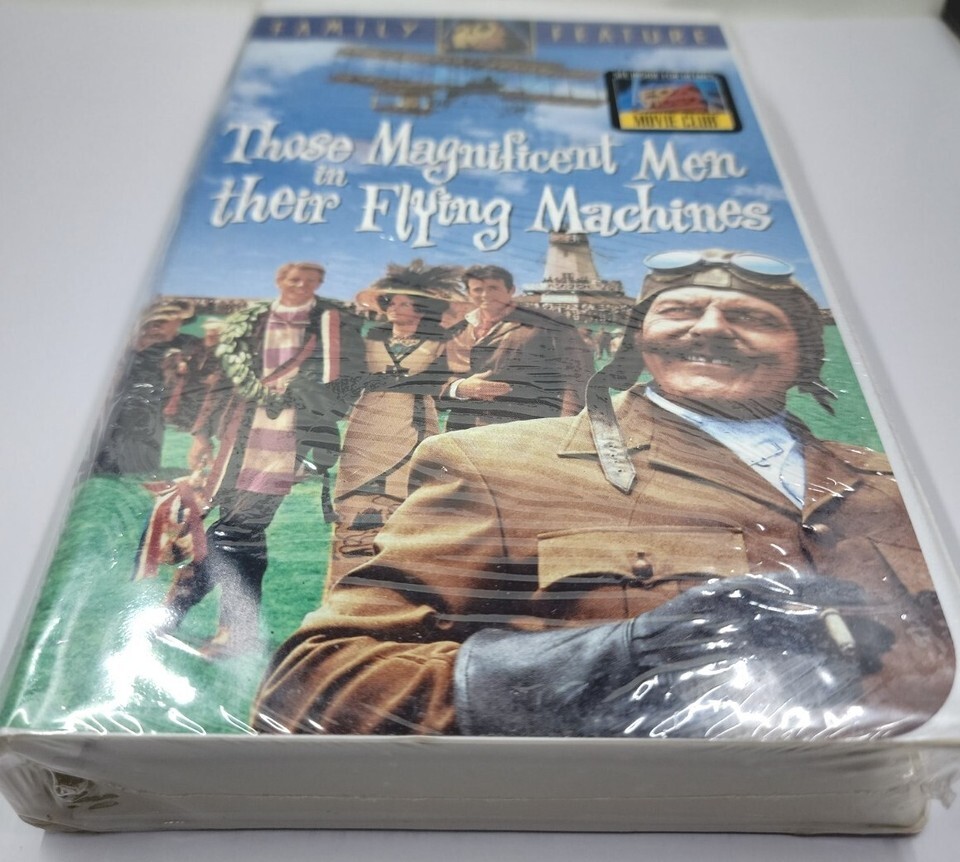 FAMILY FEATURE
MOVIE CLUB
Those Magnificent Men
in
their Flying Machines